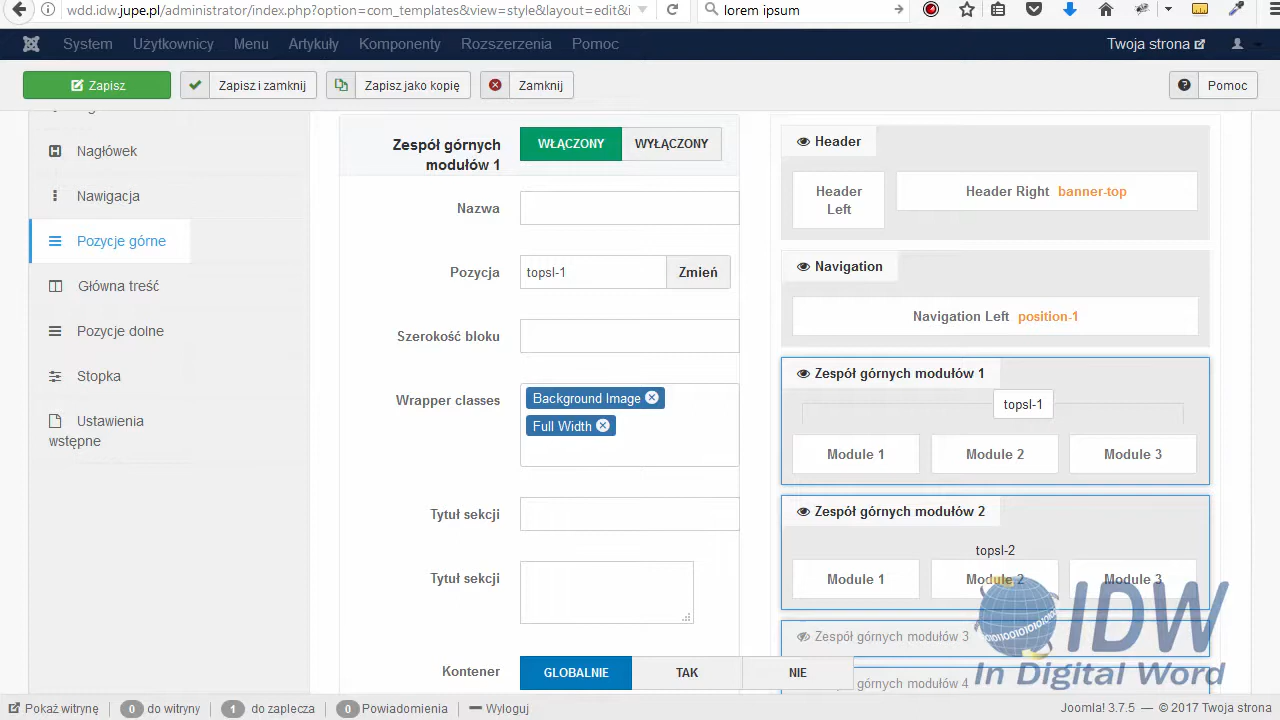 wdd.idw.jupe.pl/administrator/index.php?option=com_templates&view=style&layout=edit&i
lorem ipsum
System Użytkownicy Menu Artykuły Komponenty Rozszerzenia Pomoc Twoja strona
Zapisz Zapisz i zamknij Zapisz jako kopię Zamknij Pomoc
Nagłówek
Nawigacja
Pozycje górne
Główna treść
Pozycje dolne
Stopka
Ustawienia
wstępne
Zespół górnych
modułów 1
WŁĄCZONY WYŁĄCZONY
Nazwa
Pozycja topsl-1 Zmień
Szerokość bloku
Wrapper classes Background Image
Full Width
Tytuł sekcji
Tytuł sekcji
Kontener GLOBALNIE TAK NIE
Header
Header
Left
Header Right banner-top
Navigation
Navigation Left position-1
Zespół górnych modułów 1
topsl-1
Module 1 Module 2 Module 3
Zespół górnych modułów 2
topsl-2
Module 1 Module 2 Module 3
Zespół górnych modułów 3
górnych modułów 4
IDW
In Digital Word
Pokaż witrynę 0 do witryny 1 do zaplecza 0 Powiadomienia Wyloguj
Joomla! 3.7.5 — © 2017 Twoja strona